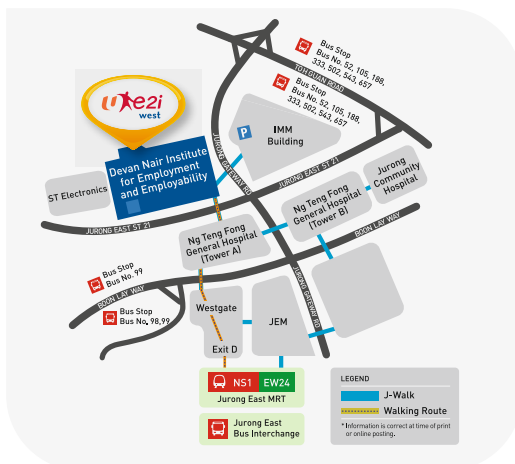 Bus Stop
Bus No. 52, 105, 188,
333, 502, 543, 657
TOH GUAN ROAD
Bus Stop
Bus No. 52, 105, 188,
333, 502, 543, 657
u e2i
west
P
IMM
Building
JURONG GATEWAY RD
Devan Nair Institute
for Employment
and Employability
ST Electronics
JURONG EAST ST 21
JURONG EAST ST 21
Jurong
Community
Hospital
Ng Teng Fong
General Hospital
(Tower B)
Ng Teng Fong
General Hospital
(Tower A)
BOON LAY WAY
JURONG GATEWAY RD
Bus Stop
Bus No. 99
BOON LAY WAY
Bus Stop
Bus No. 98,99
Westgate
Exit D
JEM
NS1 EW24
Jurong East MRT
Jurong East
Bus Interchange
LEGEND
J-Walk
Walking Route
* Information is correct at time of print
or online posting.